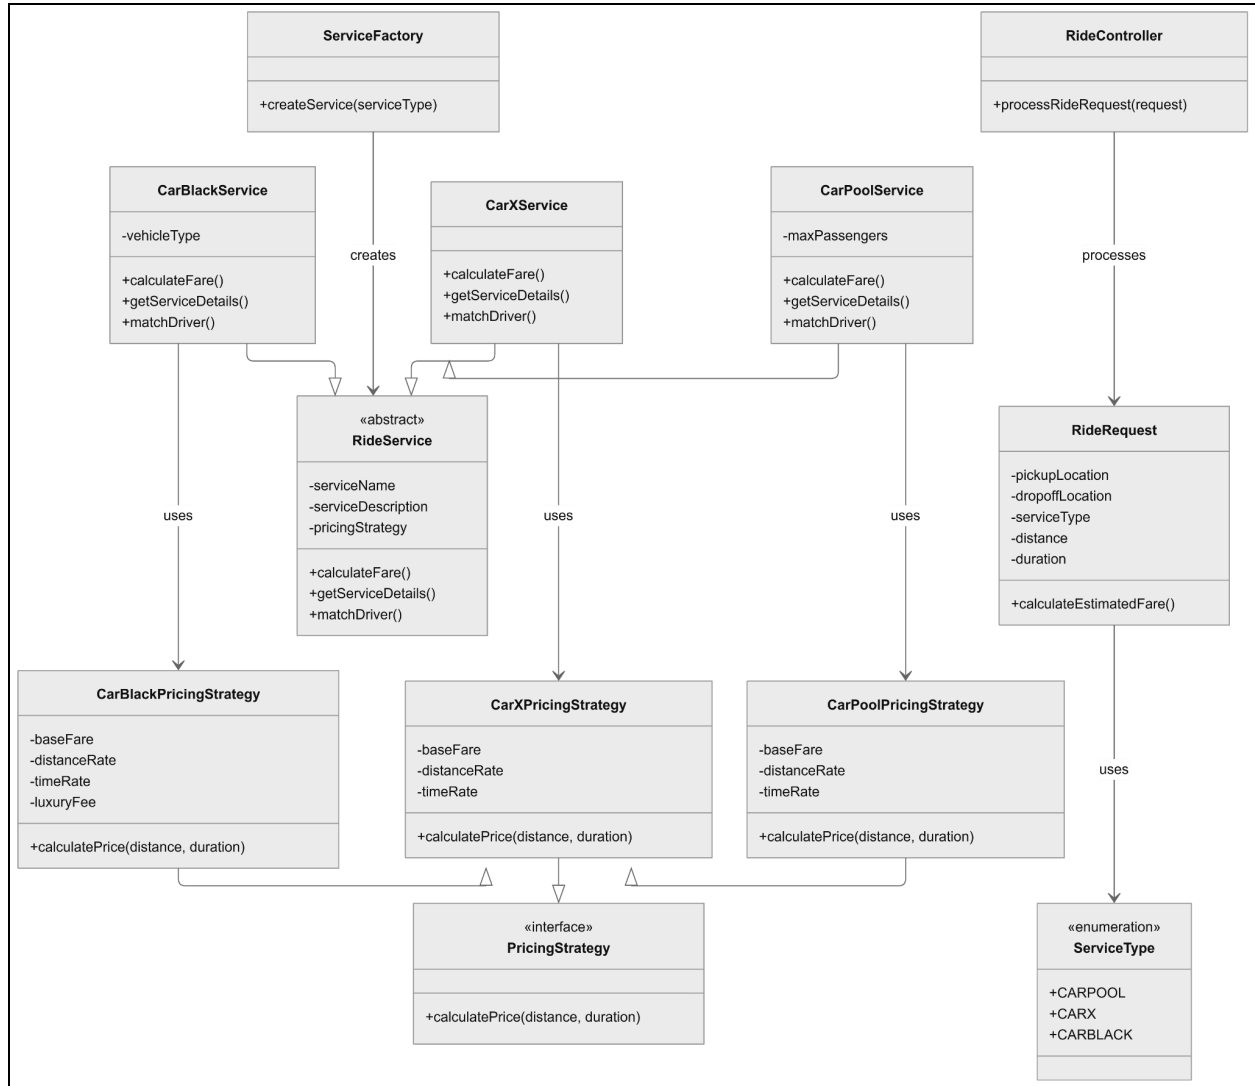 ServiceFactory
+createService(serviceType)
RideController
+processRideRequest(request)
CarBlackService
-vehicleType
+calculateFare()
+getServiceDetails()
+matchDriver()
creates
CarXService
+calculateFare()
+getServiceDetails()
+matchDriver()
CarPoolService
-maxPassengers
+calculateFare()
+getServiceDetails()
+matchDriver()
processes
«abstract»
RideService
-serviceName
-serviceDescription
-pricingStrategy
+calculateFare()
+getServiceDetails()
+matchDriver()
RideRequest
-pickupLocation
-dropoffLocation
-serviceType
-distance
-duration
+calculateEstimatedFare()
uses
uses
uses
CarBlackPricingStrategy
-baseFare
-distanceRate
-timeRate
-luxuryFee
+calculatePrice(distance, duration)
CarXPricingStrategy
-baseFare
-distanceRate
-timeRate
+calculatePrice(distance, duration)
CarPoolPricingStrategy
-baseFare
-distanceRate
-timeRate
+calculatePrice(distance, duration)
uses
«interface»
PricingStrategy
+calculatePrice(distance, duration)
«enumeration»
ServiceType
+CARPOOL
+CARX
+CARBLACK